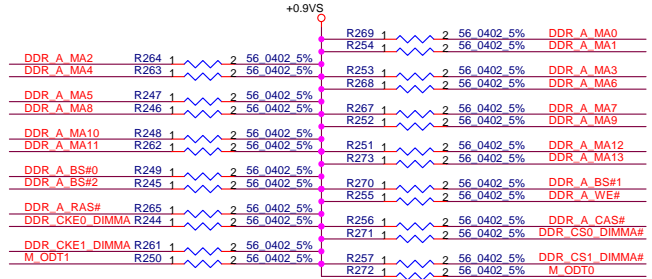 +0.9VS
R269 1 2 56_0402_5% DDR_A_MA0
R254 1 2 56_0402_5% DDR_A_MA1
DDR_A_MA2 R264 1 2 56_0402_5%
DDR_A_MA4 R263 1 2 56_0402_5%
R253 1 2 56_0402_5% DDR_A_MA3
R268 1 2 56_0402_5% DDR_A_MA6
DDR_A_MA5 R247 1 2 56_0402_5%
DDR_A_MA8 R246 1 2 56_0402_5%
R267 1 2 56_0402_5% DDR_A_MA7
R252 1 2 56_0402_5% DDR_A_MA9
DDR_A_MA10 R248 1 2 56_0402_5%
DDR_A_MA11 R262 1 2 56_0402_5%
R251 1 2 56_0402_5% DDR_A_MA12
R273 1 2 56_0402_5% DDR_A_MA13
DDR_A_BS#0 R249 1 2 56_0402_5%
DDR_A_BS#2 R245 1 2 56_0402_5%
R270 1 2 56_0402_5% DDR_A_BS#1
R255 1 2 56_0402_5% DDR_A_WE#
DDR_A_RAS# R265 1 2 56_0402_5%
DDR_CKE0_DIMMA R244 1 2 56_0402_5%
R256 1 2 56_0402_5% DDR_A_CAS#
R271 1 2 56_0402_5% DDR_CS0_DIMMA#
DDR_CKE1_DIMMA R261 1 2 56_0402_5%
M_ODT1 R250 1 2 56_0402_5%
R257 1 2 56_0402_5% DDR_CS1_DIMMA#
R272 1 2 56_0402_5% M_ODT0